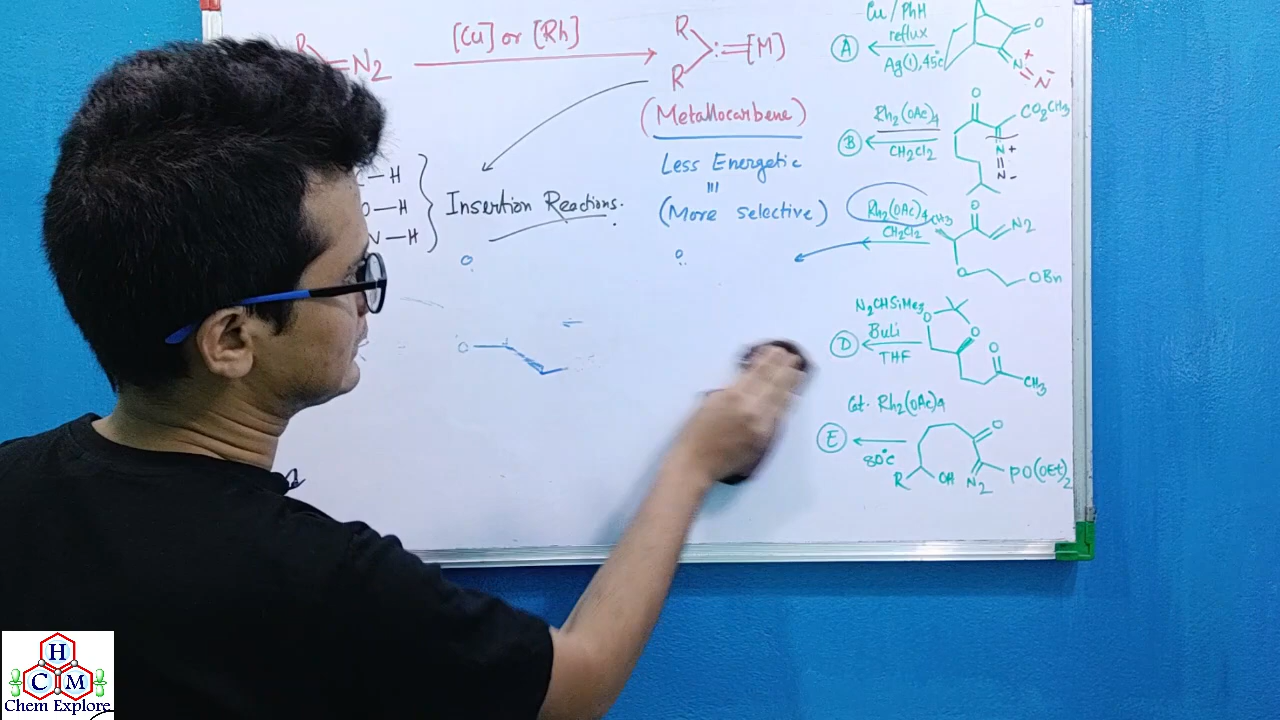 R
=N2
[Cu] or [Rh]
R
R
:=[M]
(Metallocarbene)
Less Energetic
(More selective)
C-H
O-H
N-H
Insertion Reactions.
A
Cu/PhH
reflux
Ag(I), 45c
O
N+
N-
B
Rh2(OAc)4
CH2Cl2
O
CO2CH3
N+
N-
Rh2(OAc)4
CH2Cl2
CH3
O
N2
O
OBn
D
N2CHSiMe3
BuLi
THF
O
O
O
CH3
E
Cat. Rh2(OAc)4
80°C
O
R
OH
N2
PO(OEt)2
H
C
M
Chem Explore